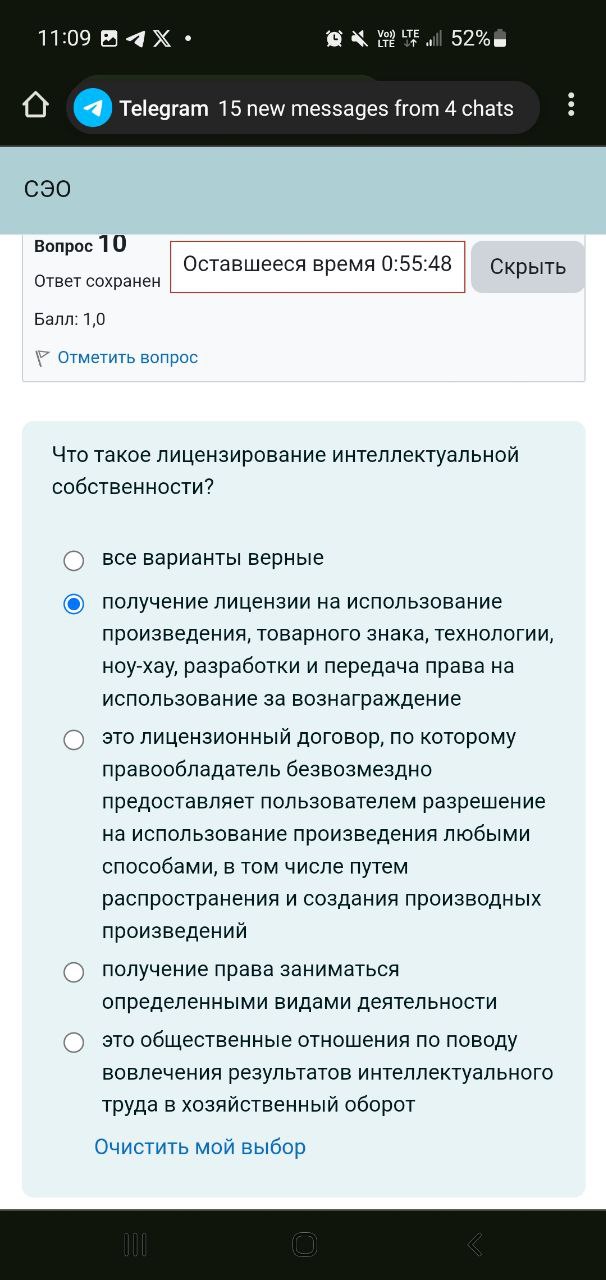 11:09
Vo)) LTE LTE 52%
Telegram 15 new messages from 4 chats
СЭО
Вопрос 10
Ответ сохранен
Оставшееся время 0:55:48
Скрыть
Балл: 1,0
Отметить вопрос
Что такое лицензирование интеллектуальной
собственности?
все варианты верные
получение лицензии на использование
произведения, товарного знака, технологии,
ноу-хау, разработки и передача права на
использование за вознаграждение
это лицензионный договор, по которому
правообладатель безвозмездно
предоставляет пользователем разрешение
на использование произведения любыми
способами, в том числе путем
распространения и создания производных
произведений
получение права заниматься
определенными видами деятельности
это общественные отношения по поводу
вовлечения результатов интеллектуального
труда в хозяйственный оборот
Очистить мой выбор